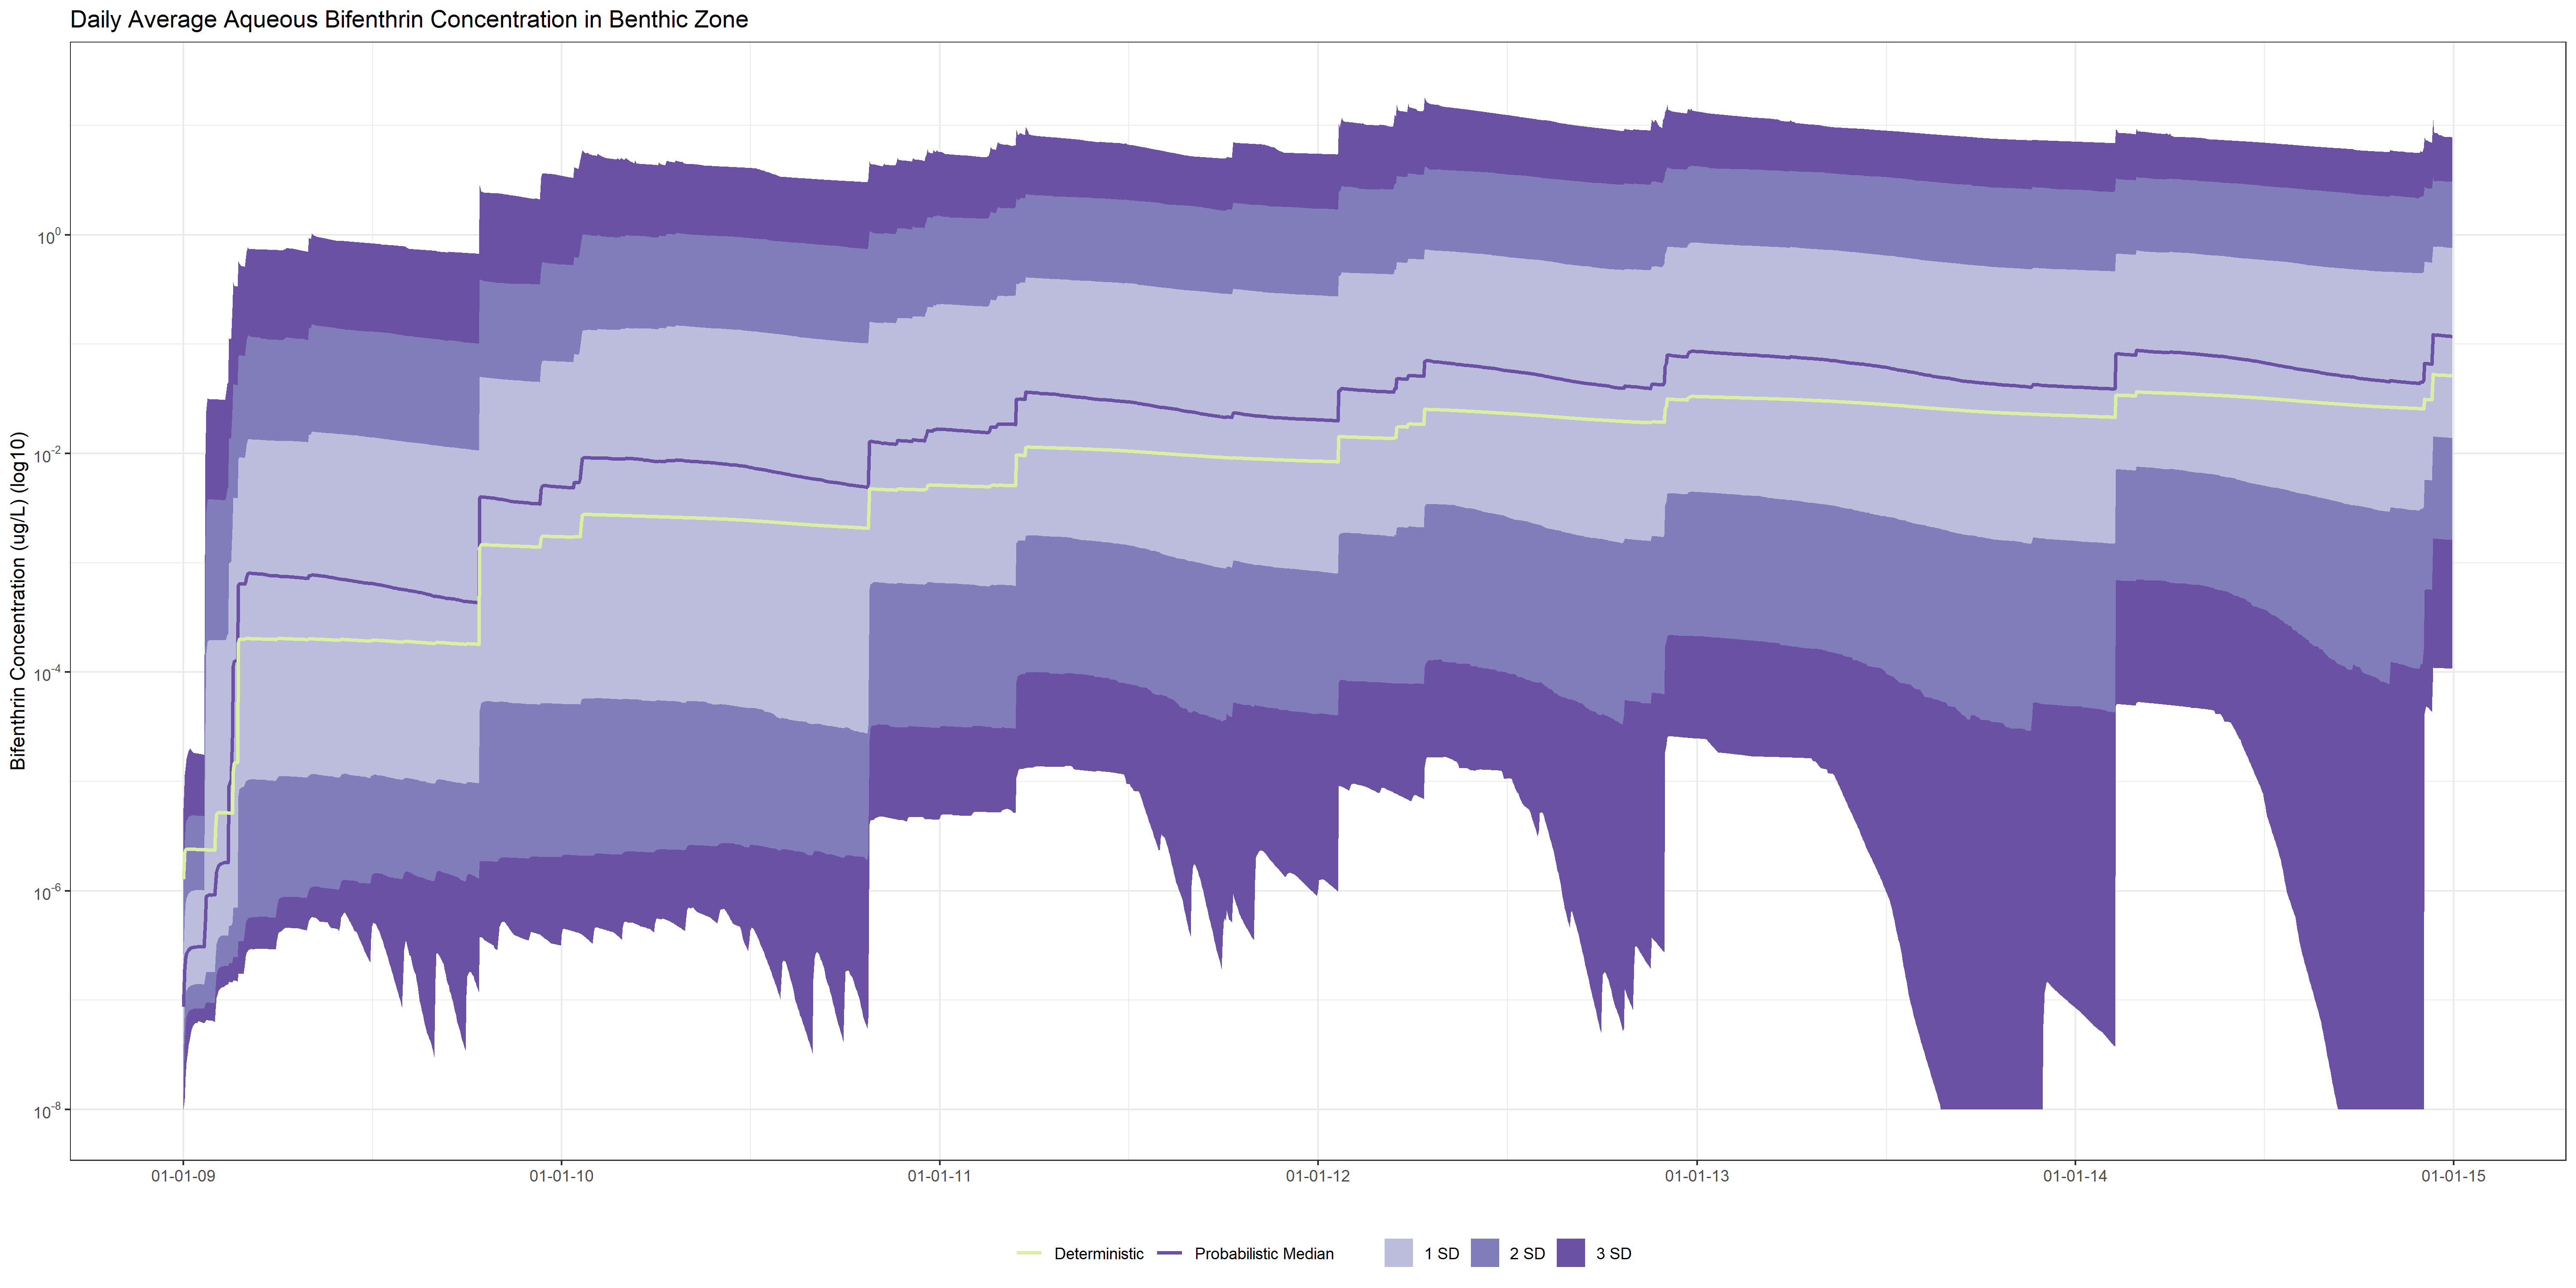 Daily Average Aqueous Bifenthrin Concentration in Benthic Zone
Bifenthrin Concentration (ug/L) (log10)
10⁰
10⁻²
10⁻⁴
10⁻⁶
10⁻⁸
01-01-09 01-01-10 01-01-11 01-01-12 01-01-13 01-01-14 01-01-15
Deterministic Probabilistic Median 1 SD 2 SD 3 SD